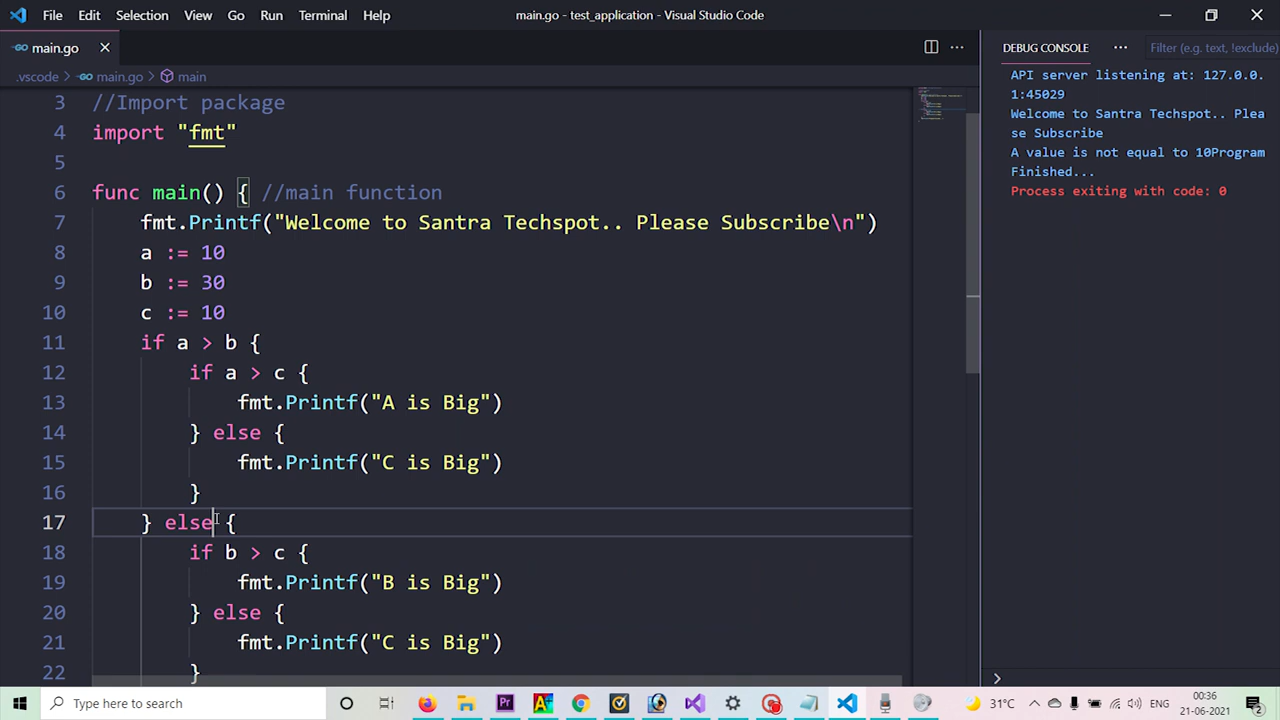 File Edit Selection View Go Run Terminal Help main.go - test_application - Visual Studio Code
main.go
.vscode > main.go > main
3 //Import package
4 import "fmt"
5
6 func main() { //main function
7 fmt.Printf("Welcome to Santra Techspot.. Please Subscribe\n")
8 a := 10
9 b := 30
10 c := 10
11 if a > b {
12 if a > c {
13 fmt.Printf("A is Big")
14 } else {
15 fmt.Printf("C is Big")
16 }
17 } else {
18 if b > c {
19 fmt.Printf("B is Big")
20 } else {
21 fmt.Printf("C is Big")
22 }
DEBUG CONSOLE Filter (e.g. text, !exclude)
API server listening at: 127.0.0.
1:45029
Welcome to Santra Techspot.. Plea
se Subscribe
A value is not equal to 10Program
Finished...
Process exiting with code: 0
Type here to search
31°C ENG
00:36
21-06-2021
2